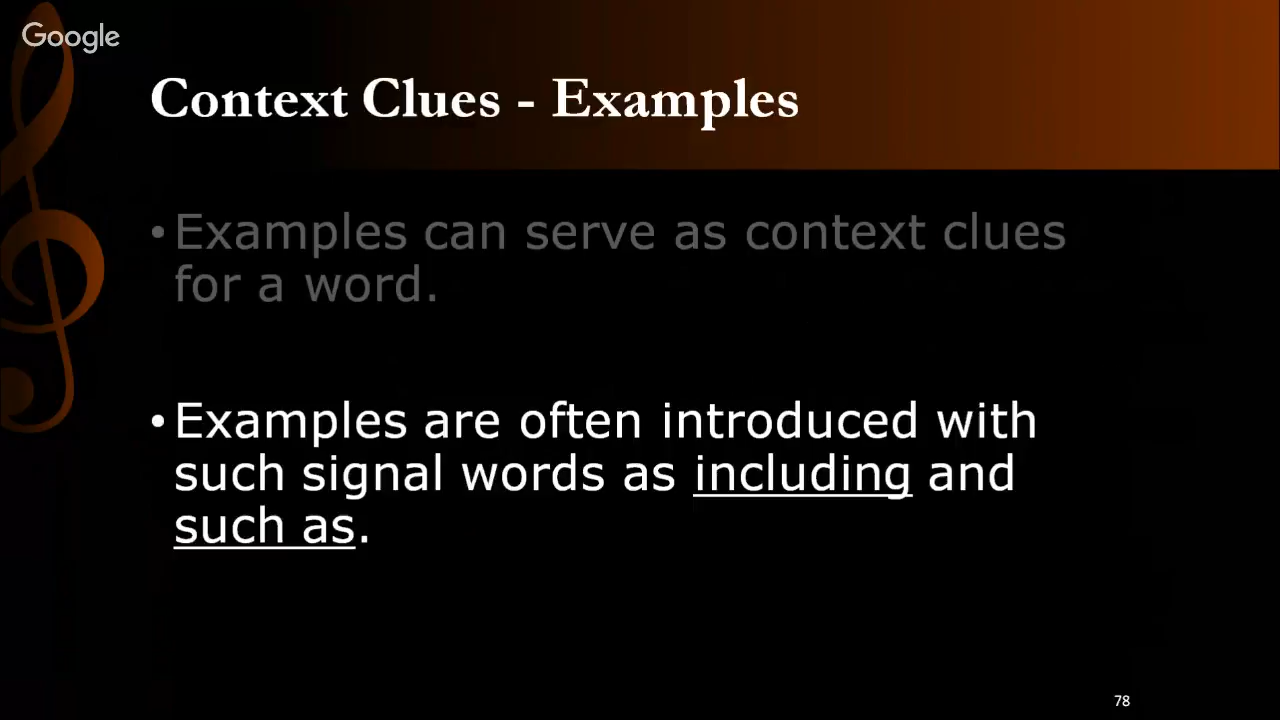 Google
Context Clues - Examples
•Examples can serve as context clues
for a word.
•Examples are often introduced with
such signal words as including and
such as.
78